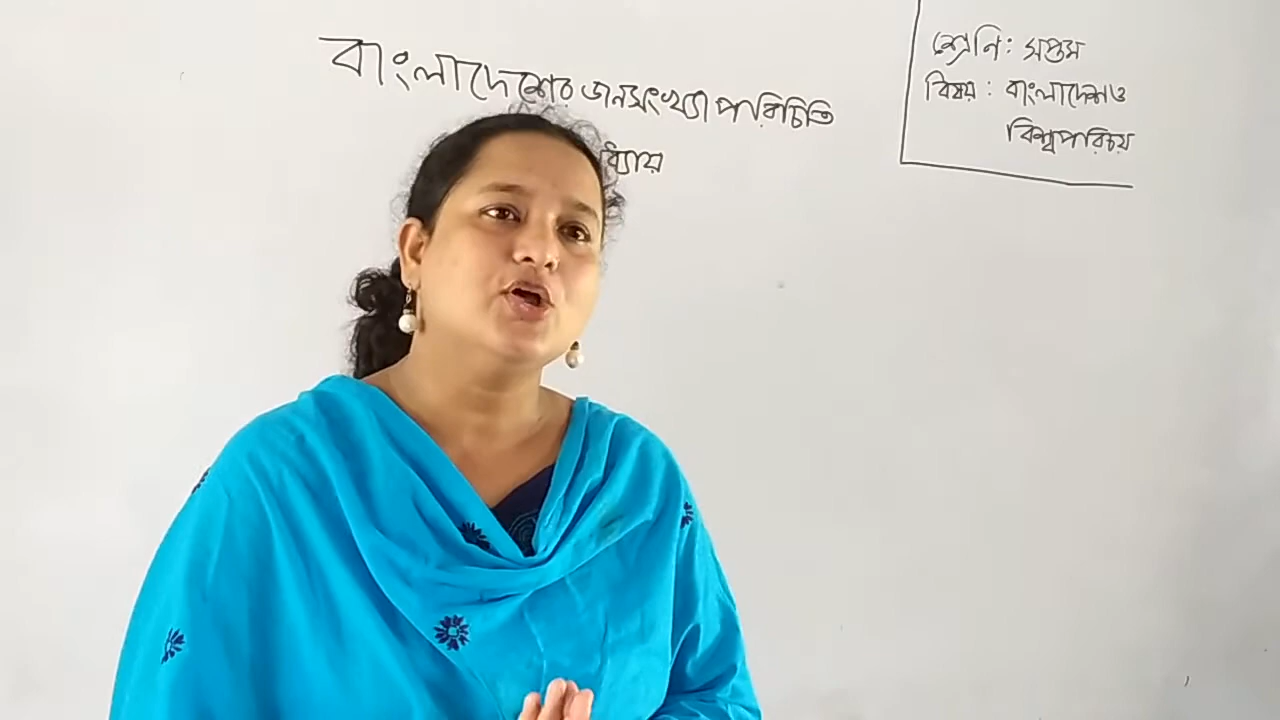 বাংলাদেশের জনসংখ্যা পরিচিতি
ধ্যায়
শ্রেণি: সপ্তম
বিষয়: বাংলাদেশ ও
বিশ্বপরিচয়